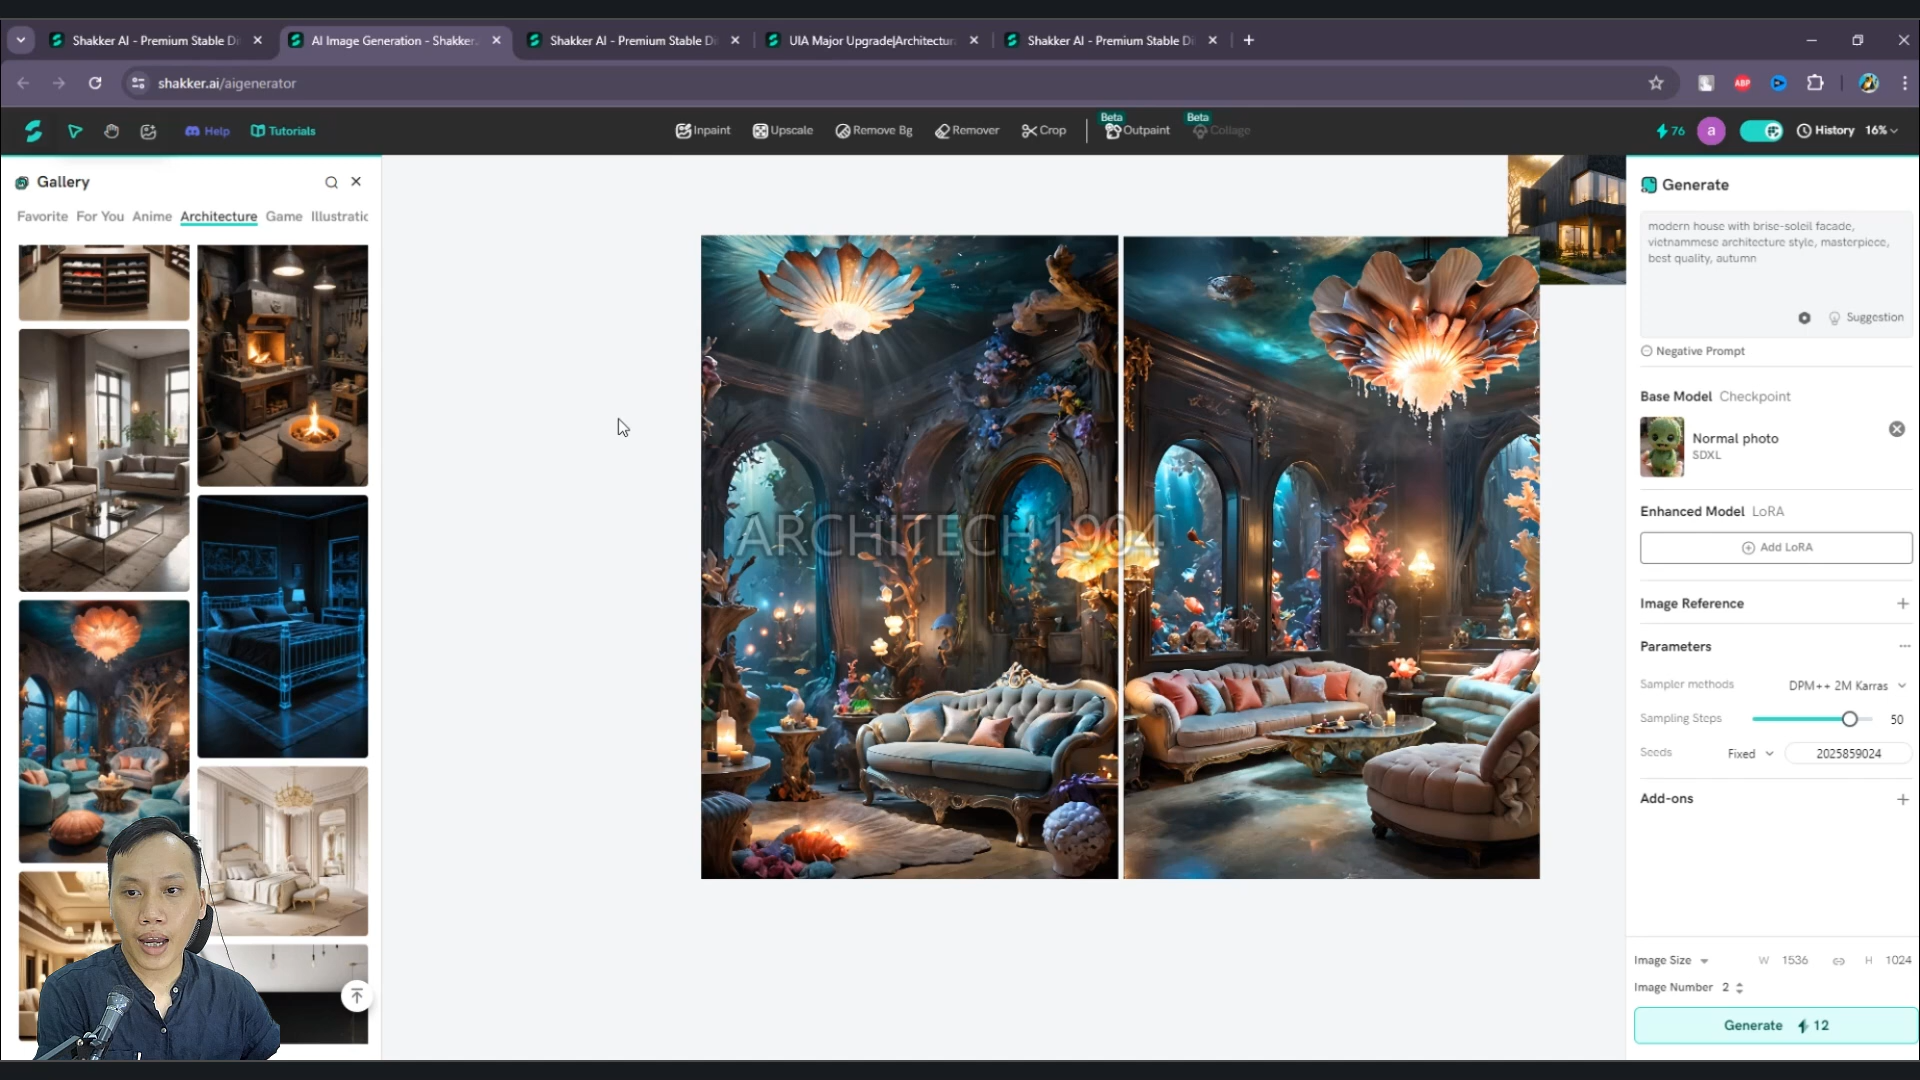 Shakker AI - Premium Stable Di
AI Image Generation - Shakker.
Shakker AI - Premium Stable Di
UIA Major Upgrade|Architectur
Shakker AI - Premium Stable Di
shakker.ai/aigenerator
ABP
Help
Tutorials
Inpaint
Upscale
Remove Bg
Remover
Crop
Beta
Outpaint
Beta
Collage
76
a
History
16%
Gallery
Favorite
For You
Anime
Architecture
Game
Illustratic
ARCHITECH1904
Generate
modern house with brise-soleil facade,
vietnammese architecture style, masterpiece,
best quality, autumn
Suggestion
Negative Prompt
Base Model Checkpoint
Normal photo
SDXL
Enhanced Model LoRA
Add LoRA
Image Reference
Parameters
Sampler methods
DPM++ 2M Karras
Sampling Steps
50
Seeds
Fixed
2025859024
Add-ons
Image Size
W 1536
H 1024
Image Number 2
Generate 12